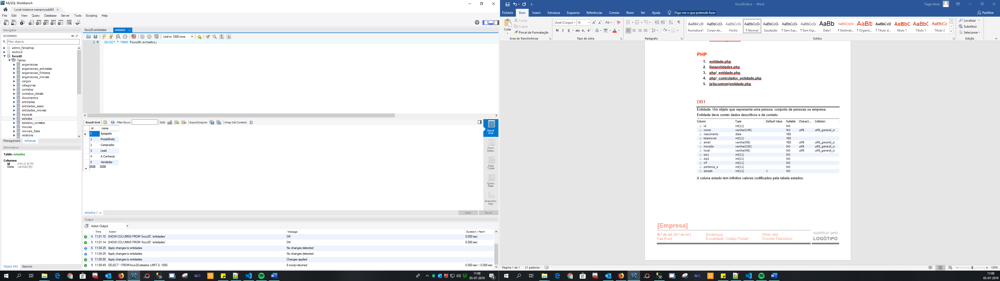 MySQL Workbench
Local instance wampmysqld64
File Edit View Query Database Server Tools Scripting Help
Navigator
SCHEMAS
Filter objects
admin_fariashop
android
foco20
Tables
angariacoes
angariacoes_entidades
angariacoes_ficheiros
angariacoes_imoveis
cargos
categorias
contatos
contatos_details
documentos
entidades
entidades_assoc
entidades_imoveis
equipas
estados
estados_contatos
imoveis
imoveis_fotos
relations
Management Schemas
Information
Table: estados
Columns:
id int(11) AI PK
nome varchar(45)
Object Info Session
foco20.entidades estados
Limit to 1000 rows
1 SELECT * FROM foco20.estados;
Result Grid Filter Rows: Edit: Export/Import: Wrap Cell Content:
id nome
0 Apagado
1 Predefinido
2 Comprador
3 Lead
4 A Conhecer
5 Vendedor
NULL NULL
Result Grid
Form Editor
Field Types
Query Stats
Execution Plan
estados 1
Apply Revert
Output
Action Output
Time Action Message Duration / Fetch
4 11:01:10 SHOW COLUMNS FROM `foco20`.`entidades` OK 0.000 sec
5 11:01:14 SHOW COLUMNS FROM `foco20`.`entidades` OK 0.000 sec
6 11:04:25 Apply changes to entidades No changes detected
7 11:04:29 Apply changes to entidades No changes detected
8 11:05:55 Apply changes to entidades Changes applied
9 11:08:49 SELECT * FROM foco20.estados LIMIT 0, 1000 6 row(s) returned 0.000 sec / 0.000 sec
11:08
05-07-2019
4
foco20.docx - Word
Tiago Alves
Ficheiro Base Inserir Estrutura Esquema Referências Correio Rever Ver Ajuda Diga-me o que pretende fazer Partilhar
Colar
Cortar
Copiar
Pincel de Formatação
Área de Transferência
Arial (Corpo) 10
N I S abc x₂ x²
Tipo de Letra
Parágrafo
AaBbCcD AaBbCcDc AaBbCcDc AaBbCcDc AaBbCcDc AaBbCcDc AaBbCcDc AaBb AaBbCcDd AaBb AaBbCcD AaBbC AaBbC AaBbCc
Assinatura1 Corpo de... Fecho ¶ Normal Saudação ¶ Sem Esp... ¶ Sem Esp... Data1 ¶ Destinat... ¶ Organiz... ¶ Título d... título 1 Título 1 Título 2
Estilos
Localizar
Substituir
Selecionar
Edição
PHP
1. entidade.php
2. listaentidades.php
3. php/_entidade.php
4. php/_controlador_entidade.php
5. js/jscustom/entidade.php
DB1
Entidade. Um objeto que representa uma pessoa, conjunto de pessoas ou empresa.
Entidade deve conter dados descritivos e de contato.
Column Type Default Value Nullable Charact... Collation
id int(11) NO
nome varchar(145) NO utf8 utf8_general_ci
nascimento date YES
telemovel int(11) YES
email varchar(45) YES utf8 utf8_general_ci
morada varchar(150) NO utf8 utf8_general_ci
local varchar(45) NO utf8 utf8_general_ci
zip1 int(11) NO
zip2 int(11) NO
nif int(11) NO
pertence_a int(11) NO
estado int(11) 1 NO
A coluna estado tem infinitos valores codificados pela tabela estados.
[Empresa]
N.º de tel. [N.º de tel.] [Endereço] [Web site]
Fax [Fax] [Localidade, Código Postal] [Correio Eletrónico]
substituir pelo
LOGÓTIPO
Página 1 de 1 51 palavras
100%
11:08
05-07-2019